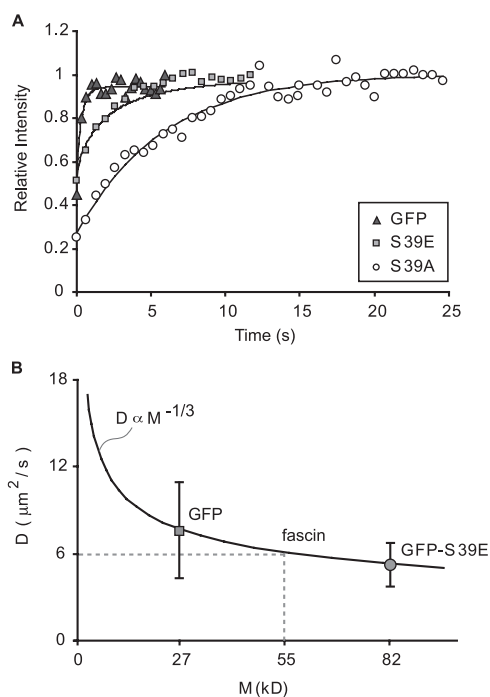 A
Relative Intensity
1.2
1
0.8
0.6
0.4
0.2
0
0 5 10 15 20 25
Time (s)
GFP
S39E
S39A
B
D (μm²/s)
18
12
6
0
D α M^-1/3
GFP
fascin
GFP-S39E
0 27 55 82
M (kD)